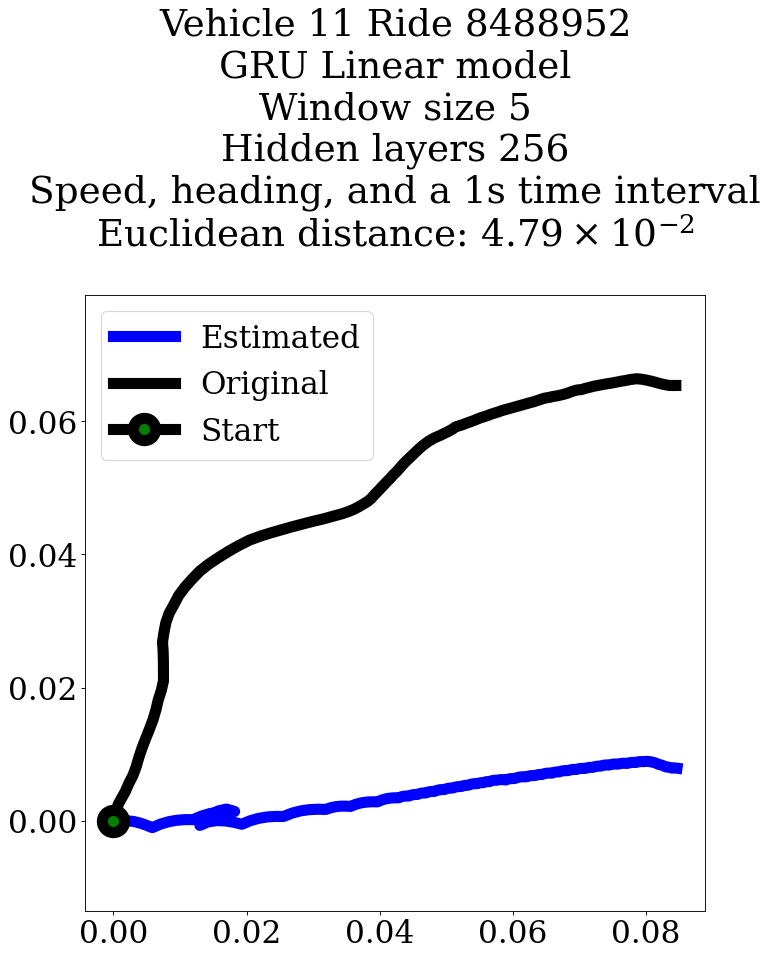 Vehicle 11 Ride 8488952
GRU Linear model
Window size 5
Hidden layers 256
Speed, heading, and a 1s time interval
Euclidean distance: 4.79 × 10⁻²
Estimated
Original
Start
0.06
0.04
0.02
0.00
0.00 0.02 0.04 0.06 0.08